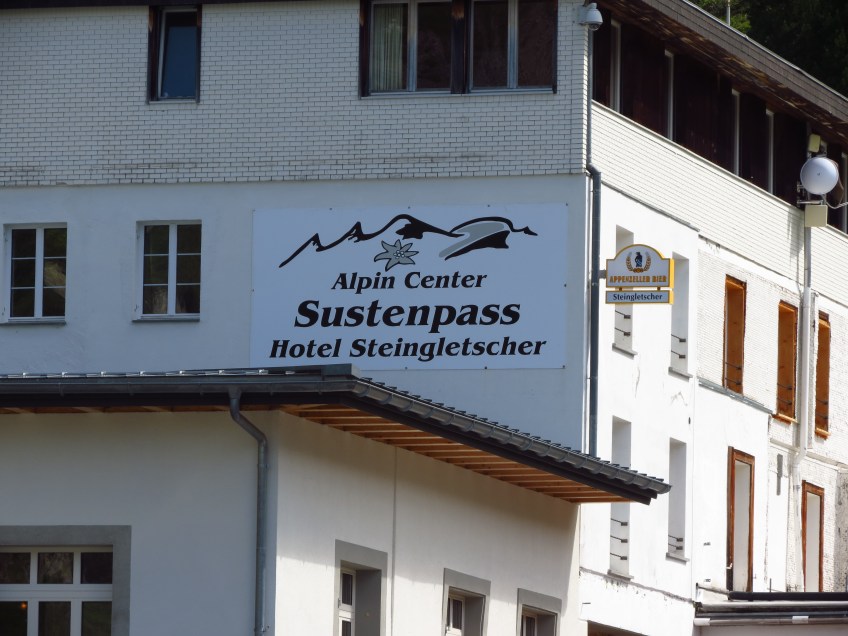 Alpin Center
Sustenpass
Hotel Steingletscher
APPENZELLER BIER
Steingletscher